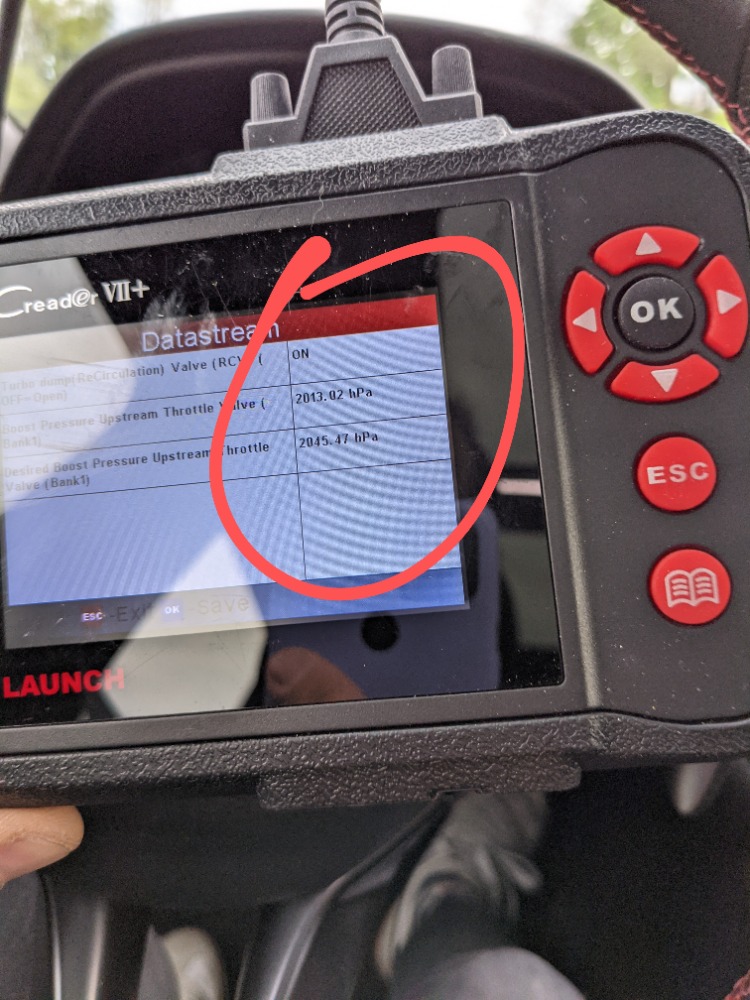 Cread@r VII+
Datastream
Turbo dump(ReCirculation) Valve (RCV) (
OFF-Open)
ON
Boost Pressure Upstream Throttle Valve (
Bank1)
2013.02 hPa
Desired Boost Pressure Upstream Throttle
Valve (Bank1)
2045.47 hPa
ESC -Exit OK -Save
LAUNCH
OK
ESC